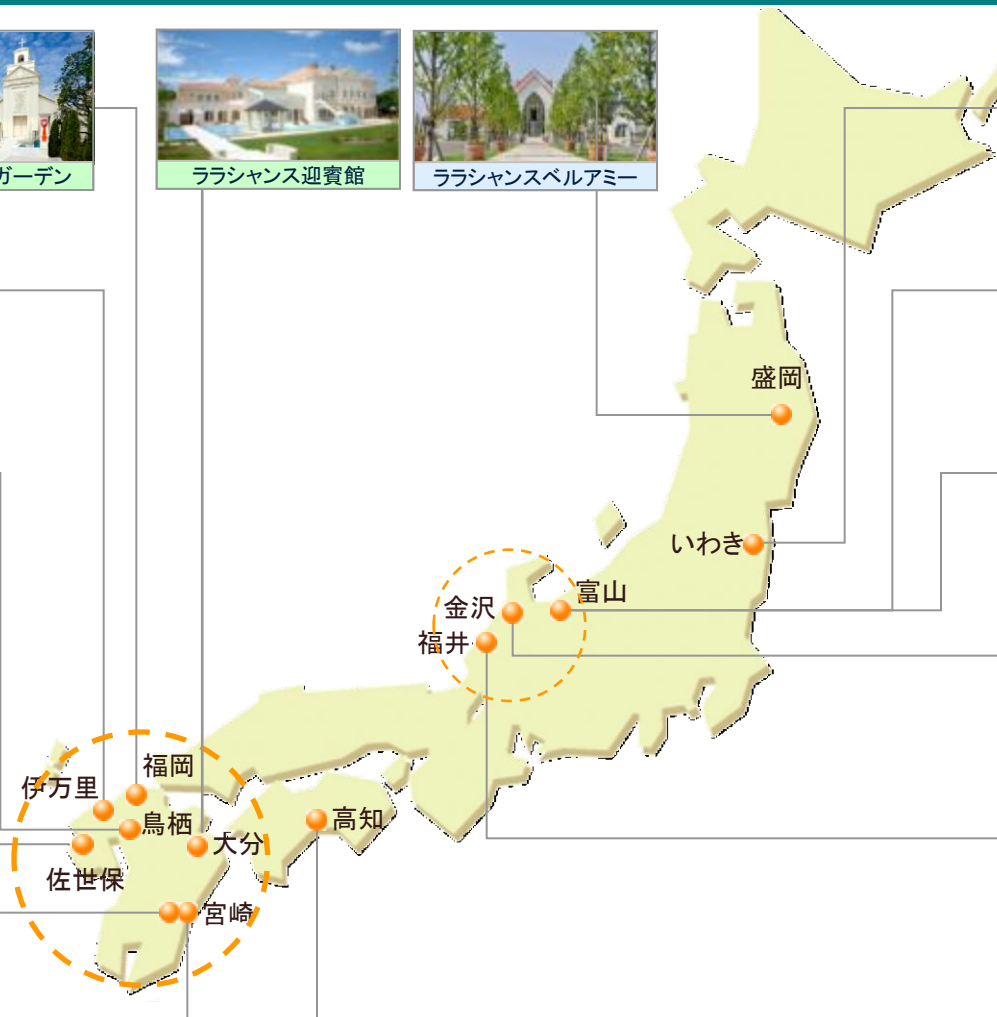 ガーデン
ララシャンス迎賓館
ララシャンスベルアミー
盛岡
いわき
富山
金沢
福井
福岡
伊万里
鳥栖
高知
大分
佐世保
宮崎